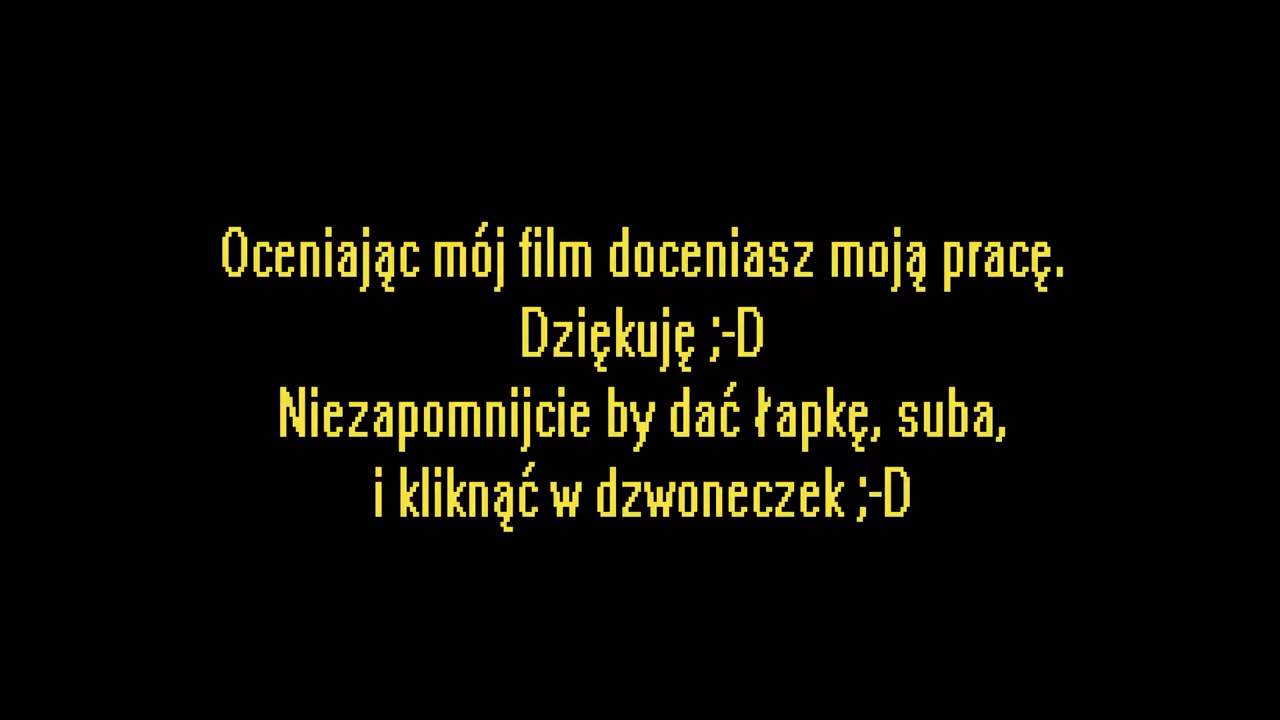 Oceniając mój film doceniasz moją pracę.
Dziękuję ;-D
Niezapomnijcie by dać łapkę, suba,
i kliknąć w dzwoneczek ;-D